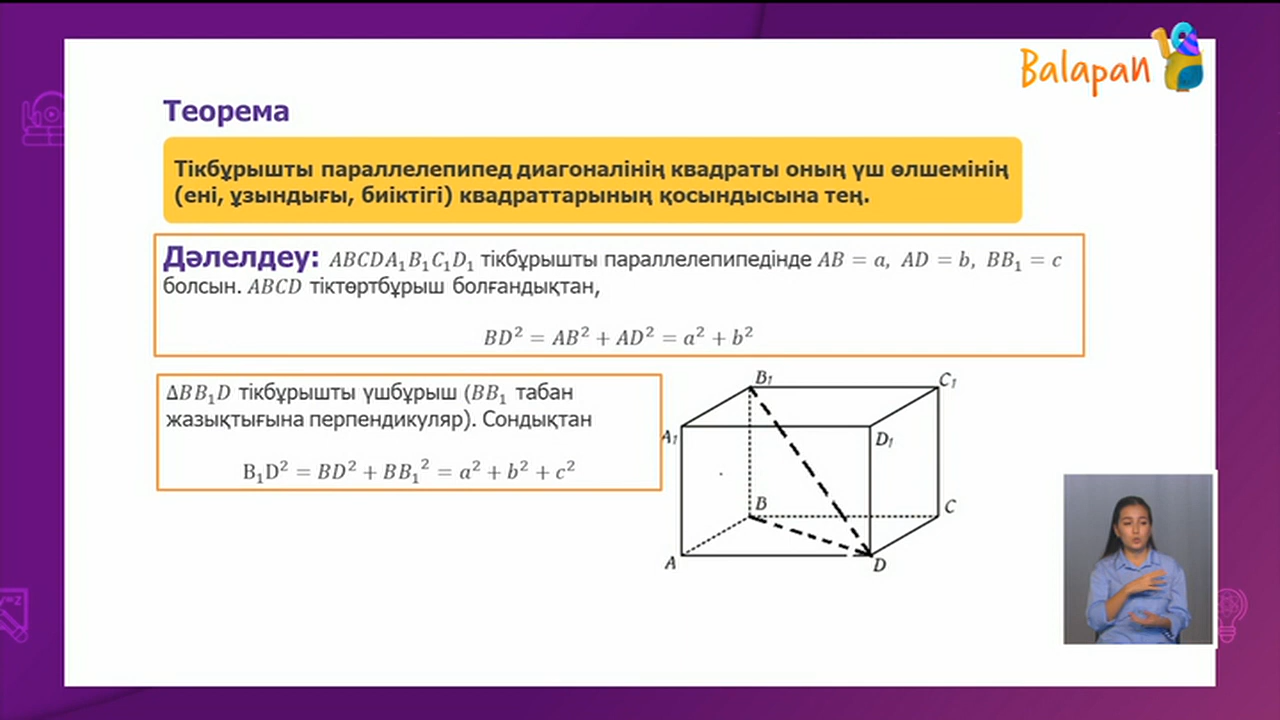 Balapan
Теорема
Тікбұрышты параллелепипед диагоналінің квадраты оның үш өлшемінің
(ені, ұзындығы, биіктігі) квадраттарының қосындысына тең.
Дәлелдеу: ABCDA₁B₁C₁D₁ тікбұрышты параллелепипедінде AB = a, AD = b, BB₁ = c
болсын. ABCD тіктөртбұрыш болғандықтан,
BD² = AB² + AD² = a² + b²
ΔBB₁D тікбұрышты үшбұрыш (BB₁ табан
жазықтығына перпендикуляр). Сондықтан
B₁D² = BD² + BB₁² = a² + b² + c²
B₁
C₁
A₁
D₁
B
C
A
D